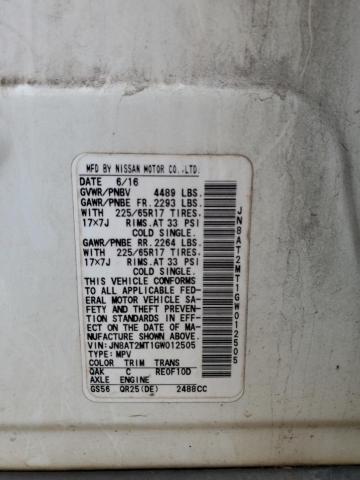 MFD BY NISSAN MOTOR CO.,LTD.
DATE 6/16
GVWR/PNBV 4489 LBS.
GAWR/PNBE FR. 2293 LBS.
WITH 225/65R17 TIRES.
17×7J RIMS.AT 33 PSI
COLD SINGLE.
GAWR/PNBE RR. 2264 LBS.
WITH 225/65R17 TIRES.
17×7J RIMS.AT 33 PSI
COLD SINGLE.
THIS VEHICLE CONFORMS
TO ALL APPLICABLE FED-
ERAL MOTOR VEHICLE SA-
FETY AND THEFT PREVEN-
TION STANDARDS IN EFF-
ECT ON THE DATE OF MA-
NUFACTURE SHOWN ABOVE.
VIN: JN8AT2MT1GW012505
TYPE: MPV
COLOR TRIM TRANS
QAK C RE0F10D
AXLE ENGINE
GS56 QR25(DE) 2488CC
JN8AT2MT1GW012505